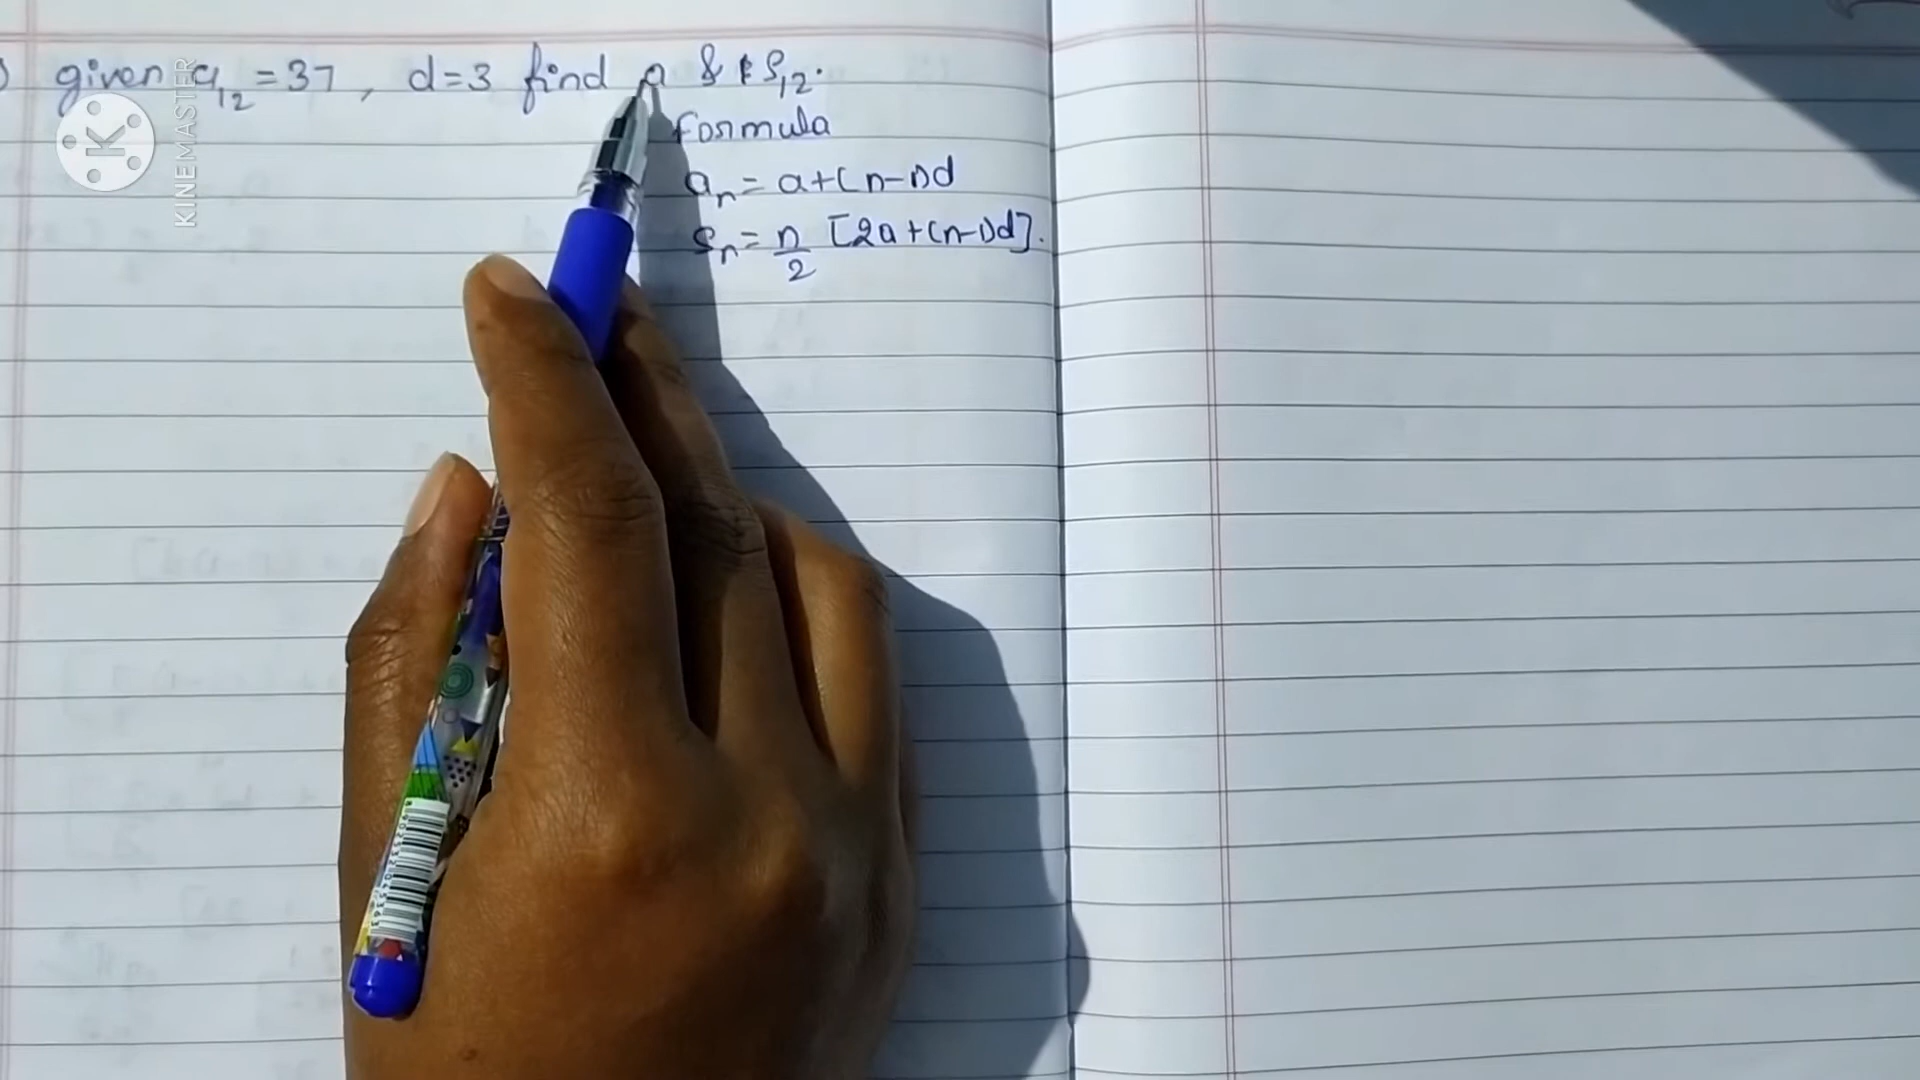 ) given a₁₂ = 37, d=3 find a & S₁₂.
Formula
aₙ = a+(n-1)d
Sₙ = n/2 [2a+(n-1)d].
KINEMASTER